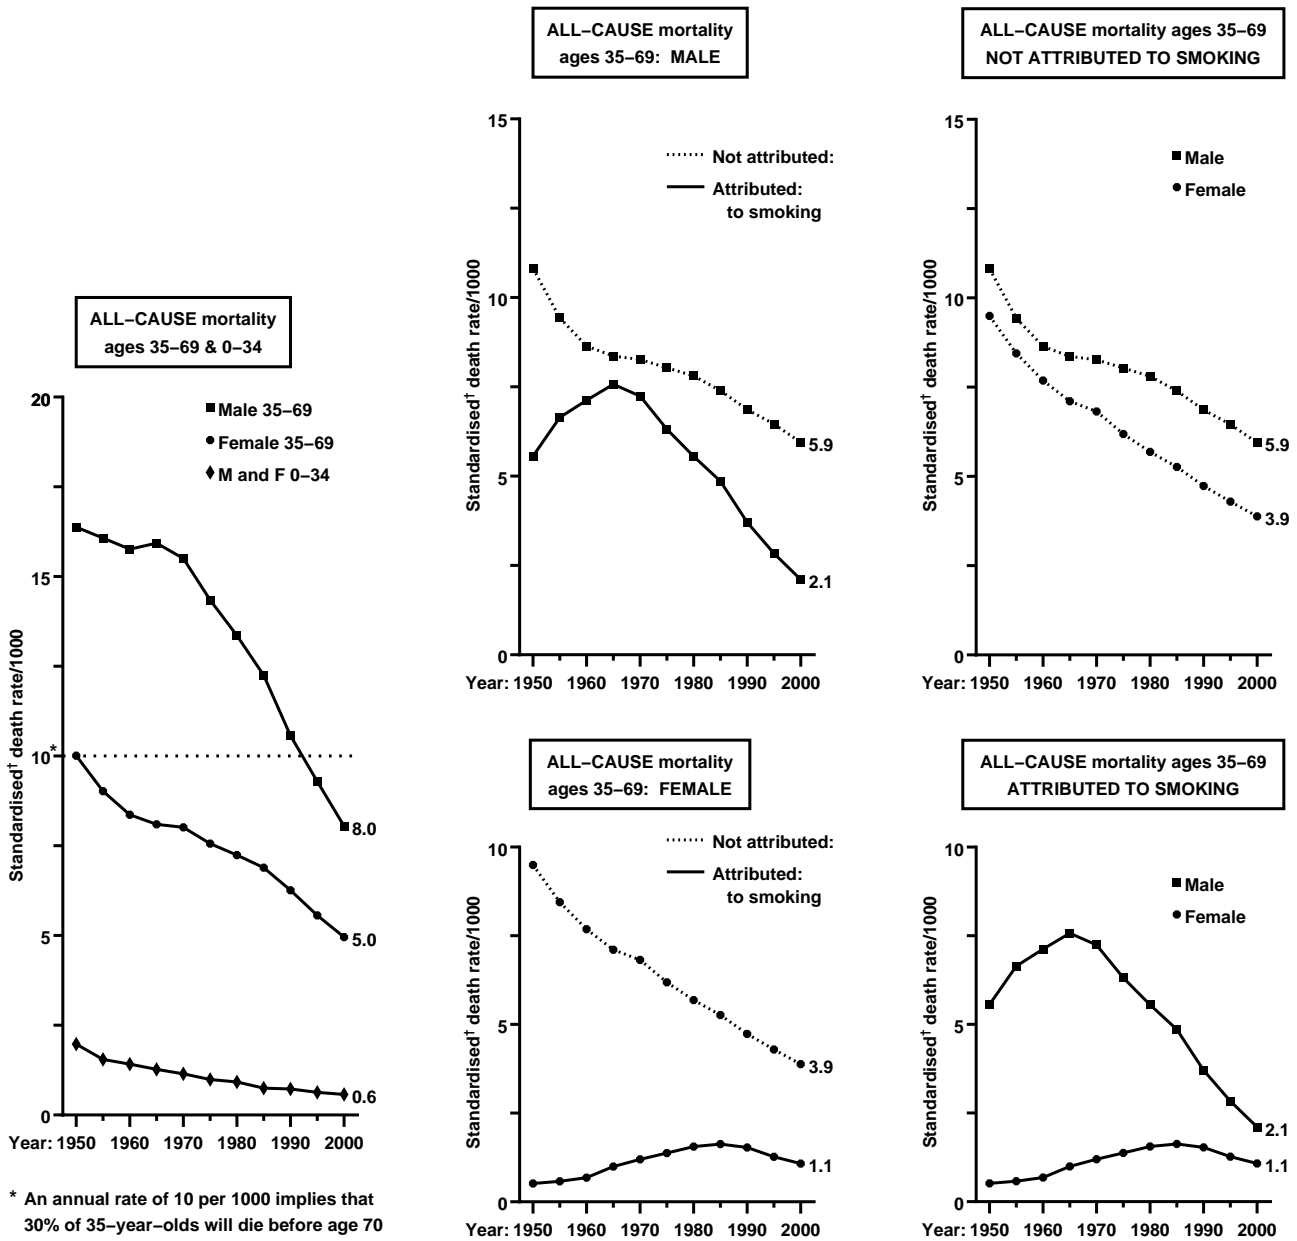 ALL–CAUSE mortality
ages 35–69 & 0–34
20
15
10*
5
0
Standardised† death rate/1000
Male 35–69
Female 35–69
M and F 0–34
8.0
5.0
0.6
Year: 1950 1960 1970 1980 1990 2000
* An annual rate of 10 per 1000 implies that
30% of 35–year–olds will die before age 70
ALL–CAUSE mortality
ages 35–69: MALE
15
10
5
0
Standardised† death rate/1000
Not attributed:
Attributed:
to smoking
5.9
2.1
Year: 1950 1960 1970 1980 1990 2000
ALL–CAUSE mortality ages 35–69
NOT ATTRIBUTED TO SMOKING
15
10
5
0
Standardised† death rate/1000
Male
Female
5.9
3.9
Year: 1950 1960 1970 1980 1990 2000
ALL–CAUSE mortality
ages 35–69: FEMALE
10
5
0
Standardised† death rate/1000
Not attributed:
Attributed:
to smoking
3.9
1.1
Year: 1950 1960 1970 1980 1990 2000
ALL–CAUSE mortality ages 35–69
ATTRIBUTED TO SMOKING
10
5
0
Standardised† death rate/1000
Male
Female
2.1
1.1
Year: 1950 1960 1970 1980 1990 2000